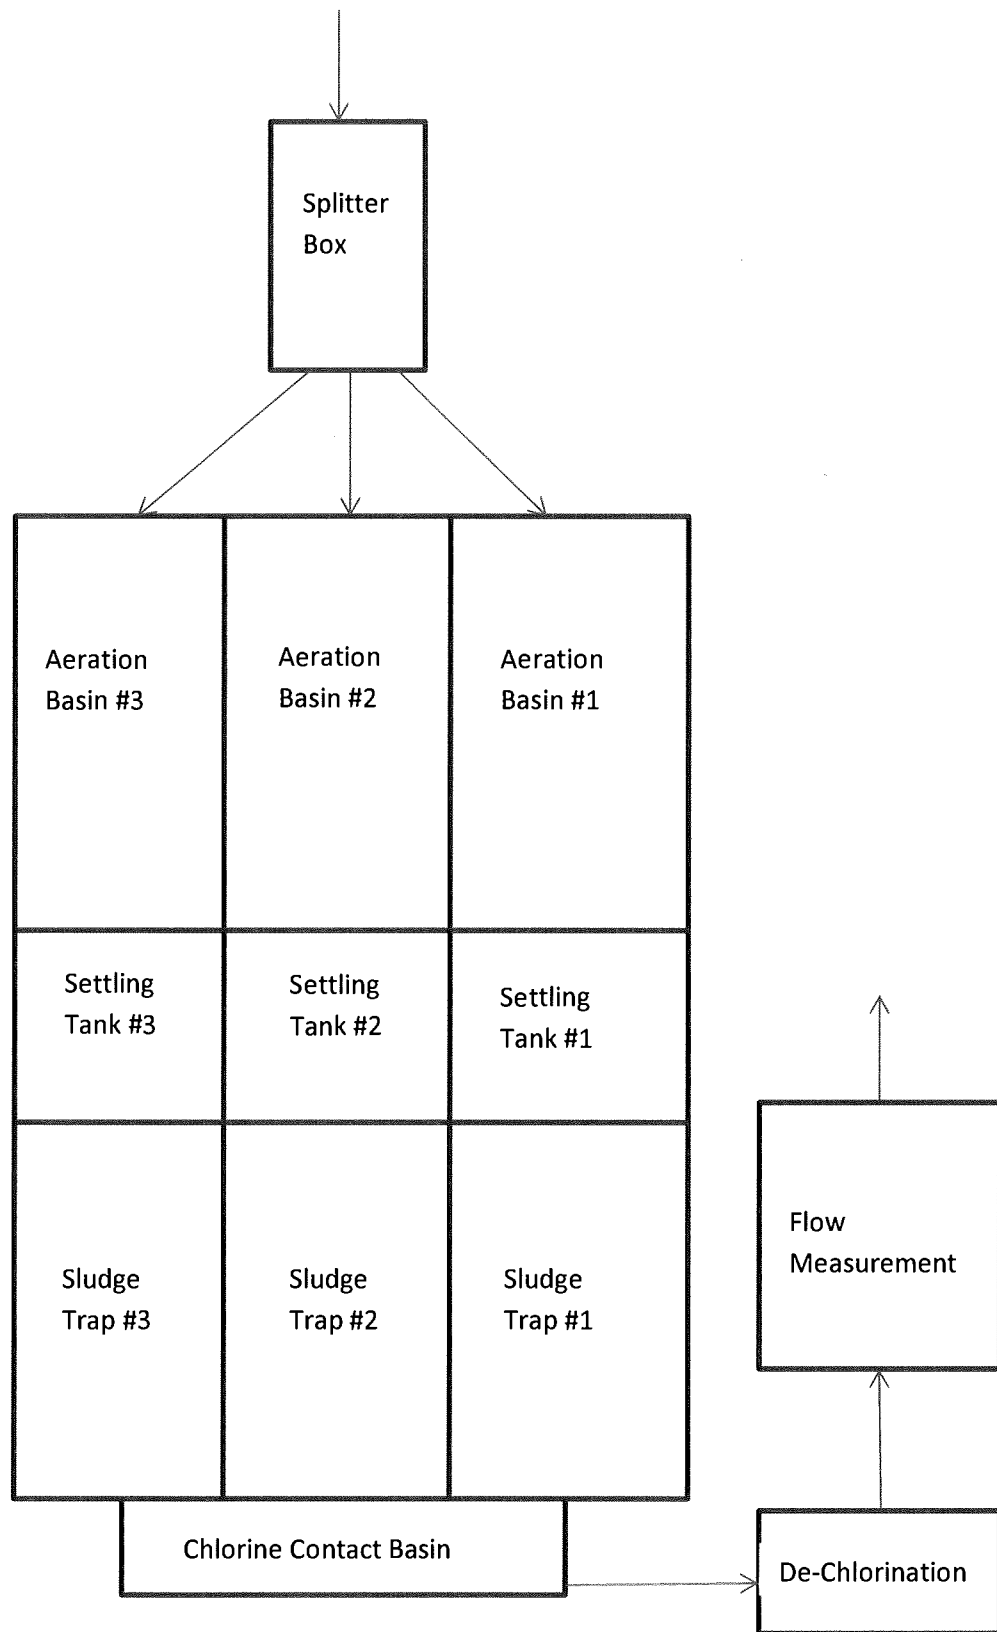 Splitter
Box
Aeration
Basin #3
Aeration
Basin #2
Aeration
Basin #1
Settling
Tank #3
Settling
Tank #2
Settling
Tank #1
Sludge
Trap #3
Sludge
Trap #2
Sludge
Trap #1
Flow
Measurement
Chlorine Contact Basin
De-Chlorination